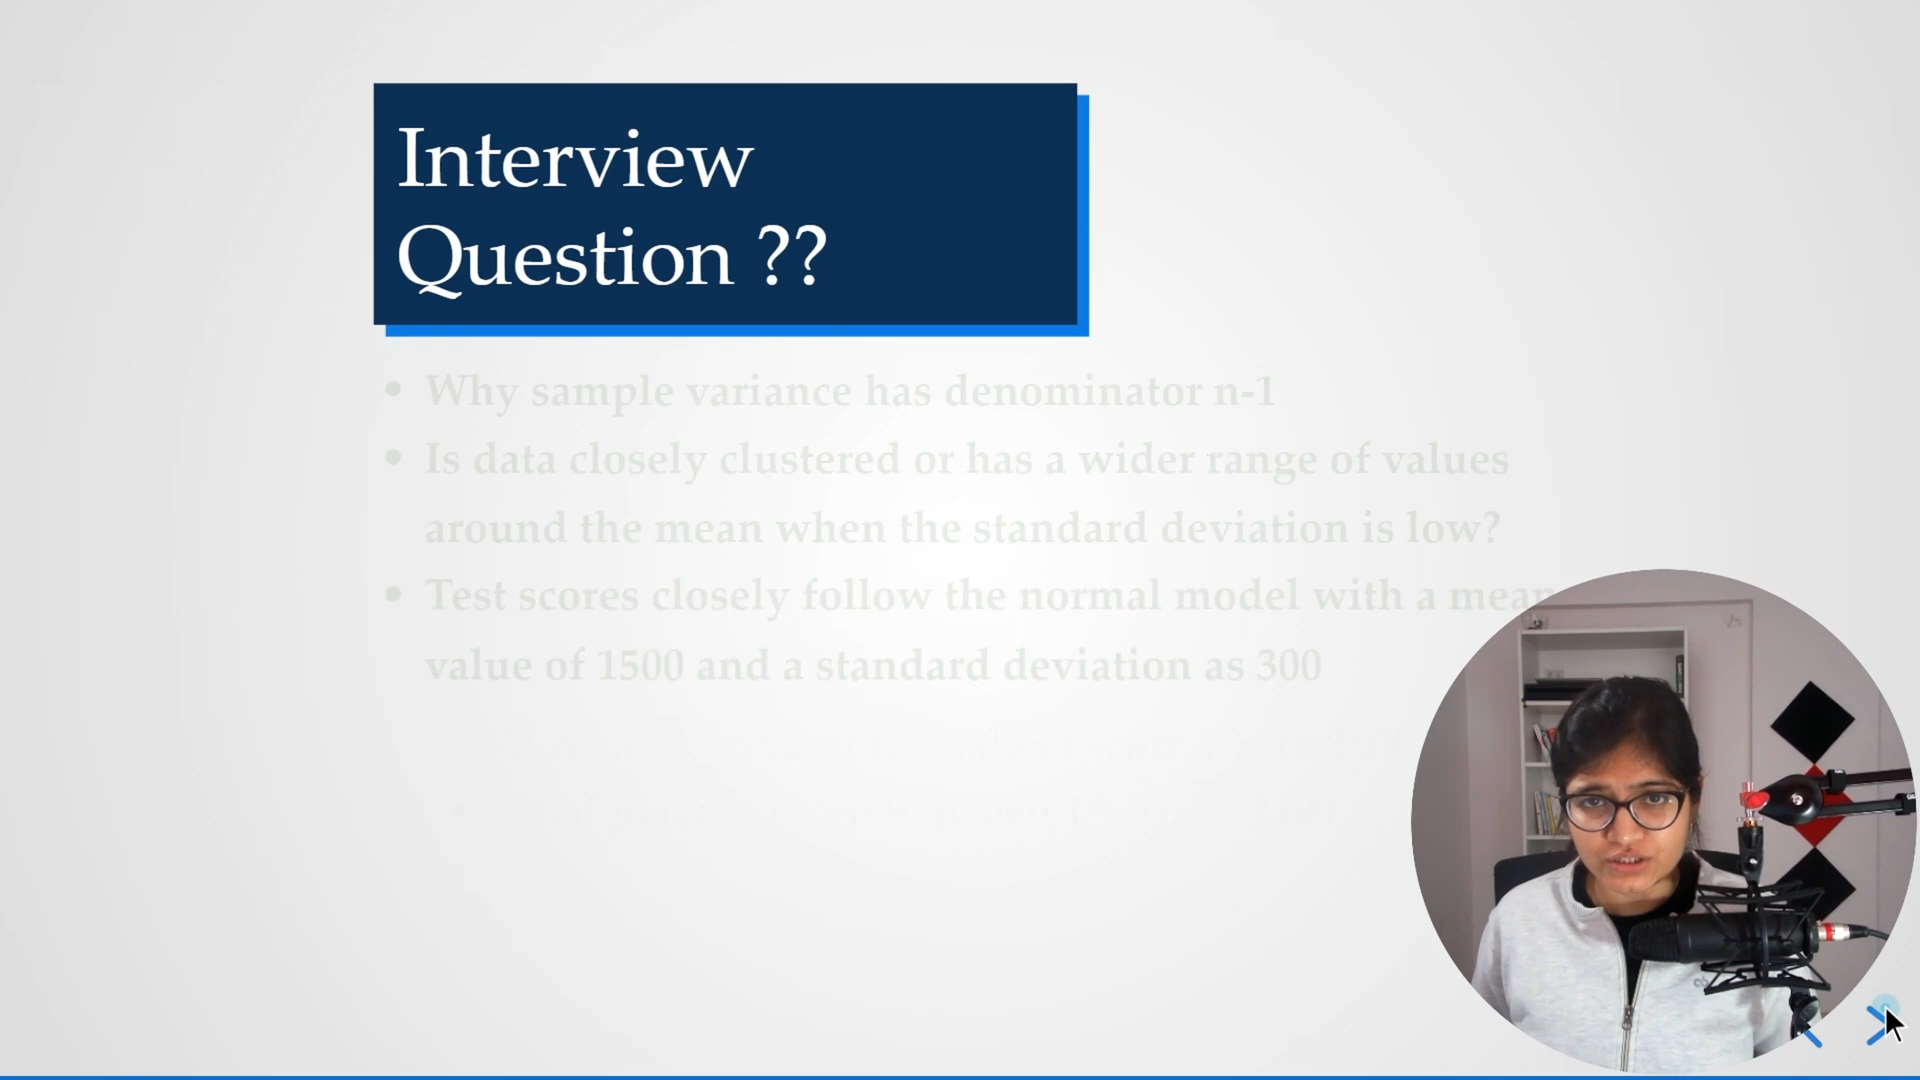 Interview
Question ??
• Why sample variance has denominator n-1
• Is data closely clustered or has a wider range of values
around the mean when the standard deviation is low?
• Test scores closely follow the normal model with a mean
value of 1500 and a standard deviation as 300